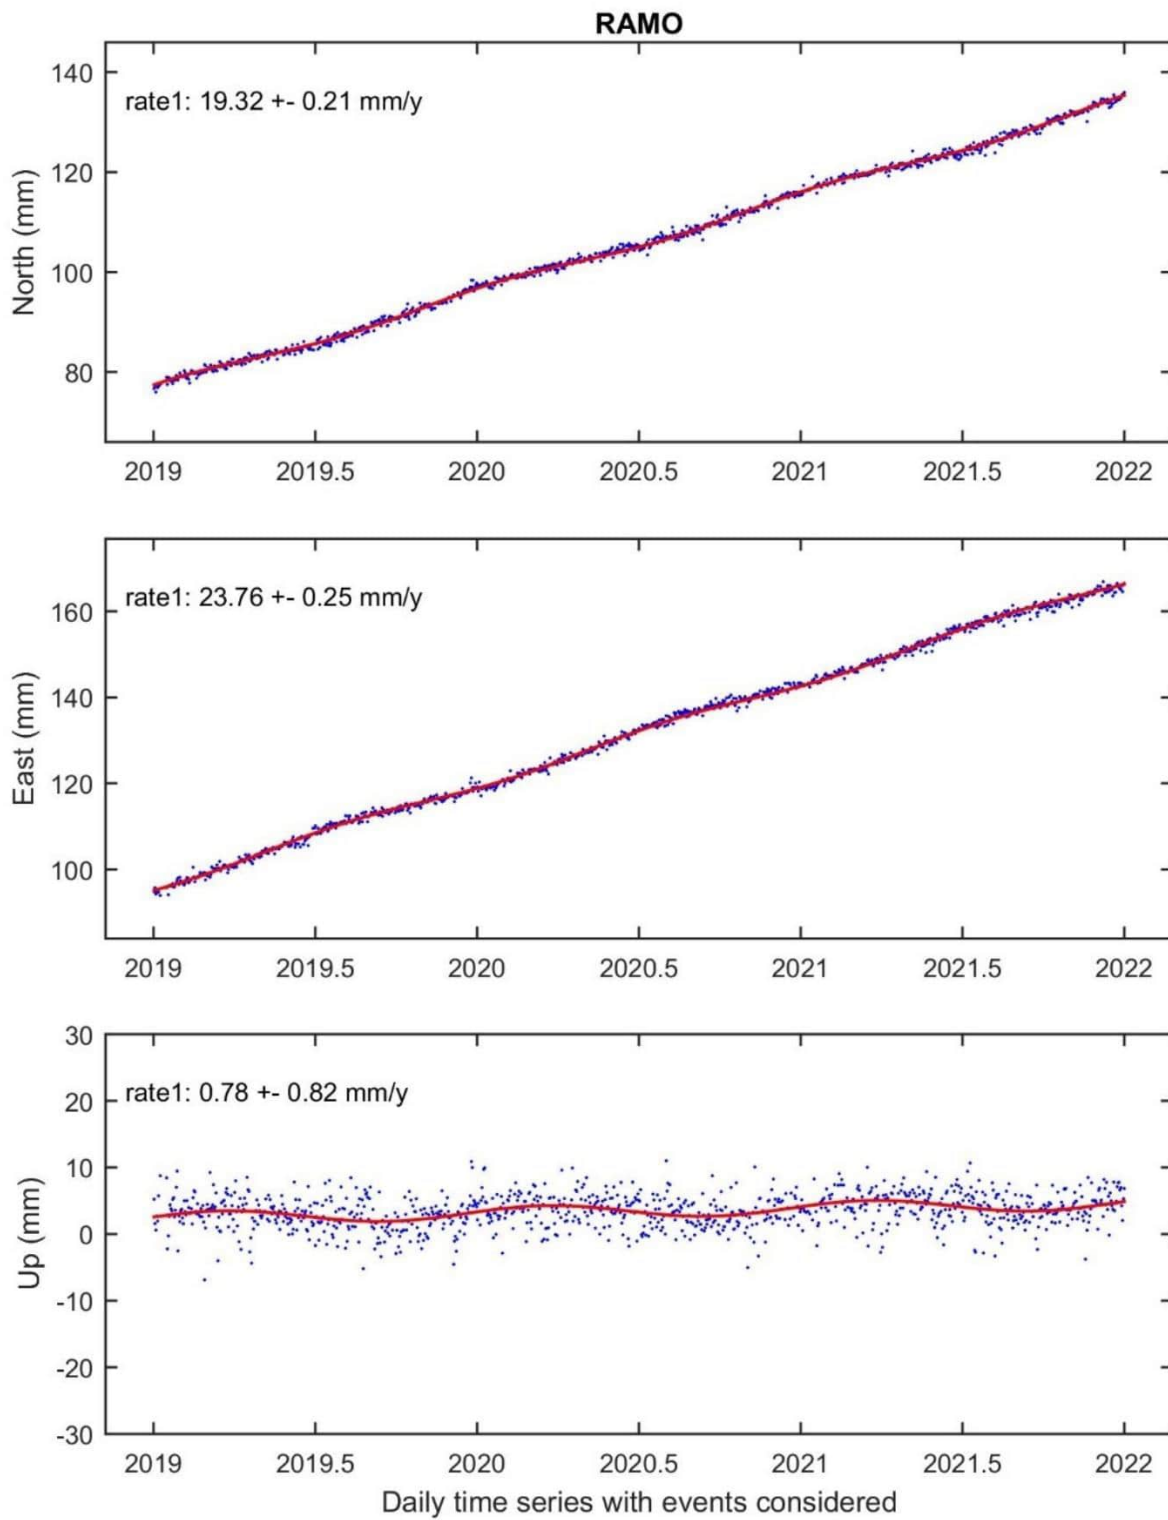 RAMO
North (mm)
140
120
100
80
rate1: 19.32 +- 0.21 mm/y
2019 2019.5 2020 2020.5 2021 2021.5 2022
East (mm)
160
140
120
100
rate1: 23.76 +- 0.25 mm/y
2019 2019.5 2020 2020.5 2021 2021.5 2022
Up (mm)
30
20
10
0
-10
-20
-30
rate1: 0.78 +- 0.82 mm/y
2019 2019.5 2020 2020.5 2021 2021.5 2022
Daily time series with events considered